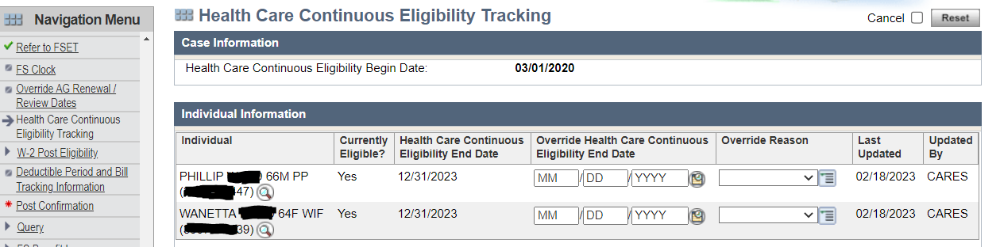 Navigation Menu
Refer to FSET
FS Clock
Override AG Renewal /
Review Dates
Health Care Continuous
Eligibility Tracking
W-2 Post Eligibility
Deductible Period and Bill
Tracking Information
Post Confirmation
Query
Health Care Continuous Eligibility Tracking
Cancel Reset
Case Information
Health Care Continuous Eligibility Begin Date: 03/01/2020
Individual Information
Individual Currently Health Care Continuous Override Health Care Continuous Override Reason Last Updated
Eligible? Eligibility End Date Eligibility End Date Updated By
PHILLIP 66M PP Yes 12/31/2023 MM / DD / YYYY 02/18/2023 CARES
( 47)
WANETTA 64F WIF Yes 12/31/2023 MM / DD / YYYY 02/18/2023 CARES
( 39)